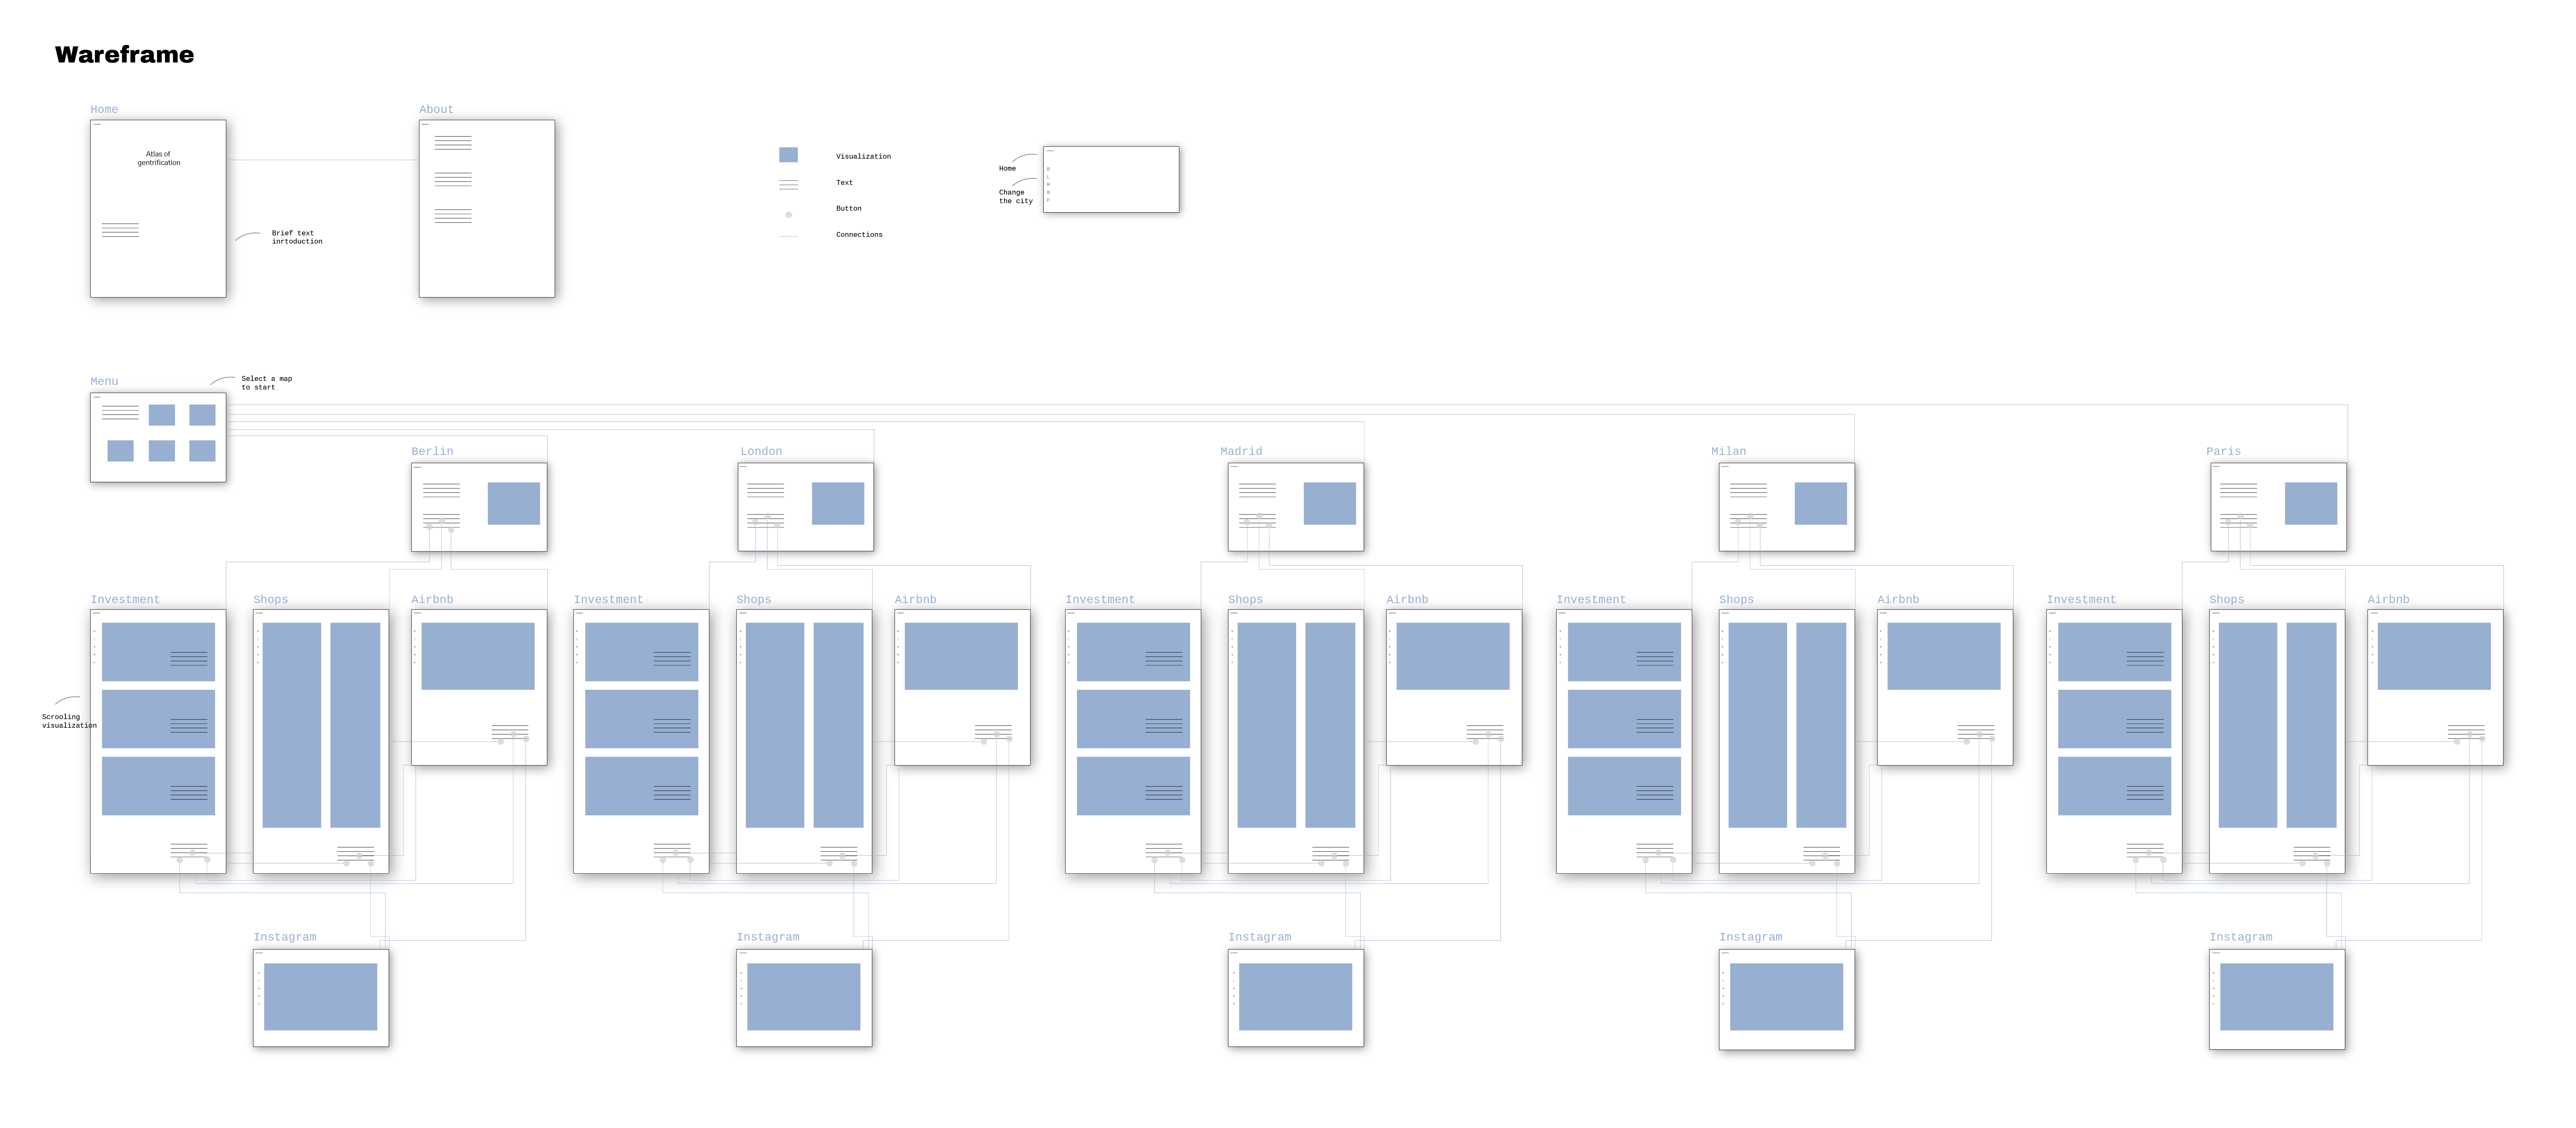 Wareframe
Home
About
Atlas of
gentrification
Brief text
inrtoduction
Visualization
Text
Button
Connections
Home
Change
the city
B
L
M
M
P
Menu
Select a map
to start
Berlin
London
Madrid
Milan
Paris
Investment
Shops
Airbnb
Investment
Shops
Airbnb
Investment
Shops
Airbnb
Investment
Shops
Airbnb
Investment
Shops
Airbnb
Scrooling
visualization
Instagram
Instagram
Instagram
Instagram
Instagram